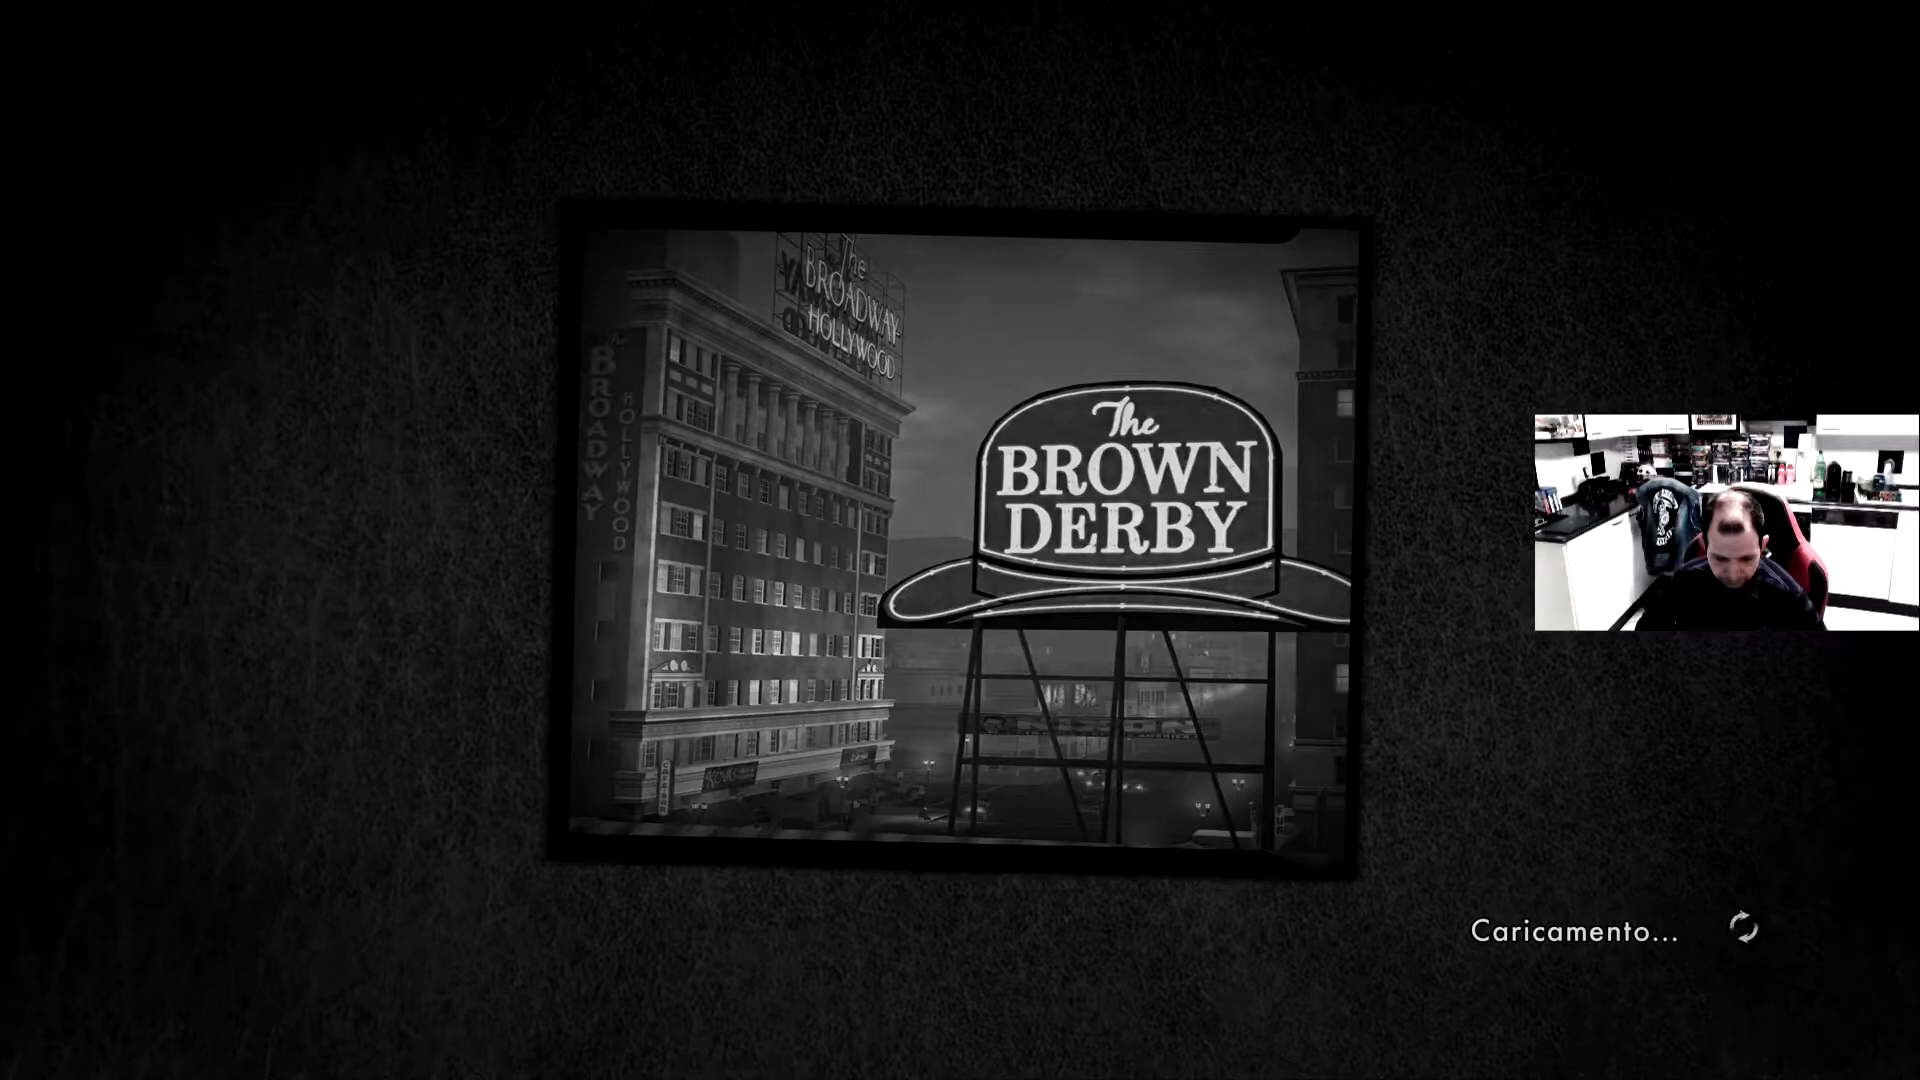 The
BROADWAY
HOLLYWOOD
BROADWAY
HOLLYWOOD
The
BROWN
DERBY
Caricamento...